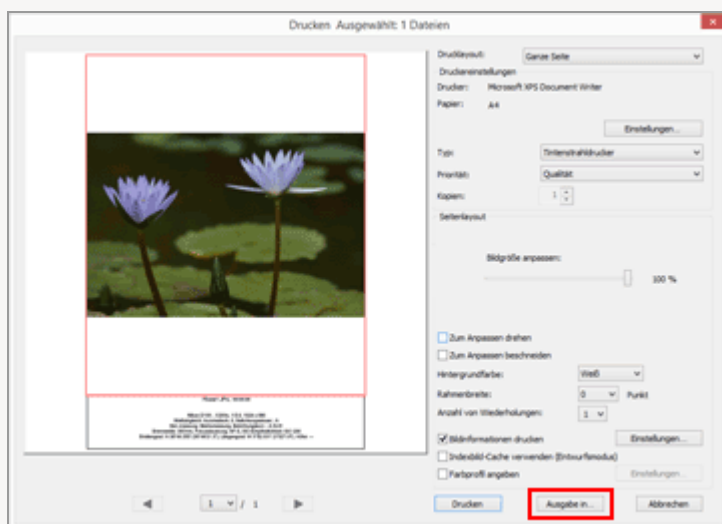 Drucken Ausgewählt: 1 Dateien
Drucklayout: Ganze Seite
Druckereinstellungen
Drucker: Microsoft XPS Document Writer
Papier: A4
Einstellungen...
Typ: Tintenstrahldrucker
Priorität: Qualität
Kopien: 1
Seitenlayout
Bildgröße anpassen:
100 %
Zum Anpassen drehen
Zum Anpassen beschneiden
Hintergrundfarbe: Weiß
Rahmenbreite: 0 Punkt
Anzahl von Wiederholungen: 1
Bildinformationen drucken Einstellungen...
Indexbild-Cache verwenden (Entwurfsmodus)
Farbprofil angeben Einstellungen...
1 / 1 Drucken Ausgabe in... Abbrechen